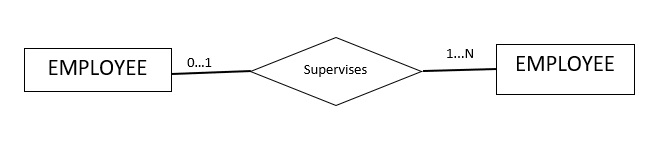 EMPLOYEE
0...1
Supervises
1...N
EMPLOYEE